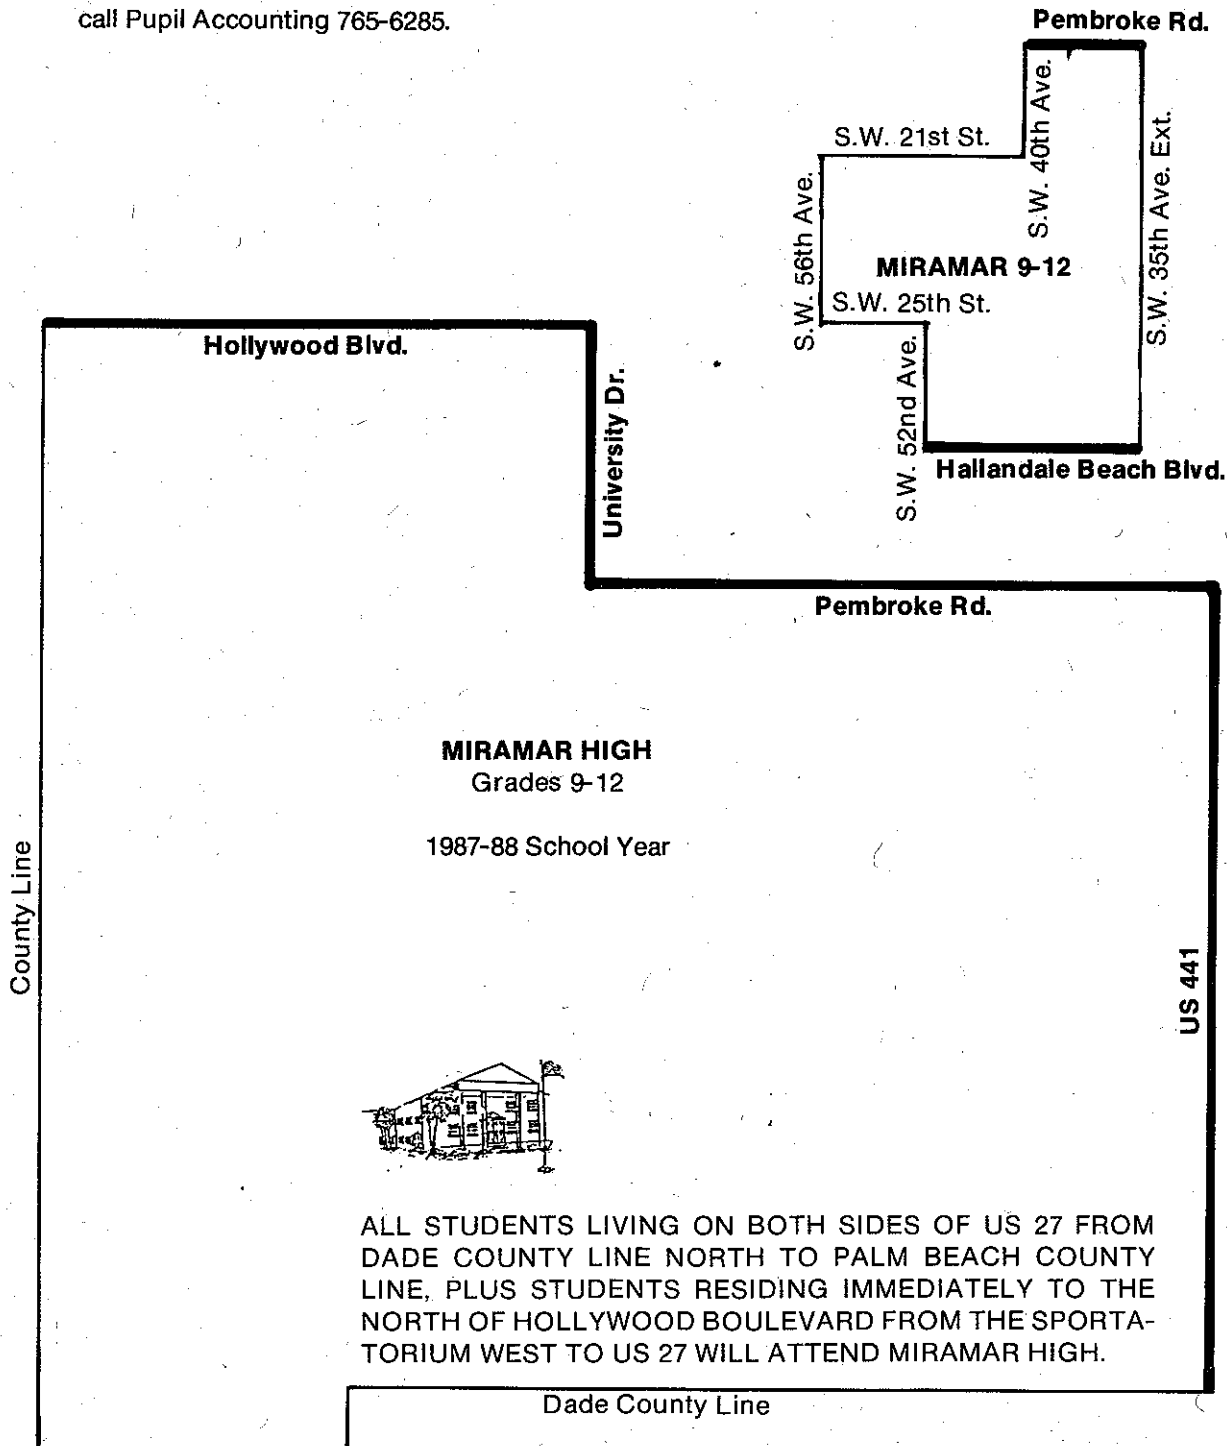 call Pupil Accounting 765-6285.
Pembroke Rd.
S.W. 40th Ave.
S.W. 21st St.
S.W. 35th Ave. Ext.
S.W. 56th Ave.
MIRAMAR 9-12
S.W. 25th St.
S.W. 52nd Ave.
Hallandale Beach Blvd.
Hollywood Blvd.
University Dr.
Pembroke Rd.
MIRAMAR HIGH
Grades 9-12
1987-88 School Year
County Line
US 441
ALL STUDENTS LIVING ON BOTH SIDES OF US 27 FROM
DADE COUNTY LINE NORTH TO PALM BEACH COUNTY
LINE, PLUS STUDENTS RESIDING IMMEDIATELY TO THE
NORTH OF HOLLYWOOD BOULEVARD FROM THE SPORTA-
TORIUM WEST TO US 27 WILL ATTEND MIRAMAR HIGH.
Dade County Line